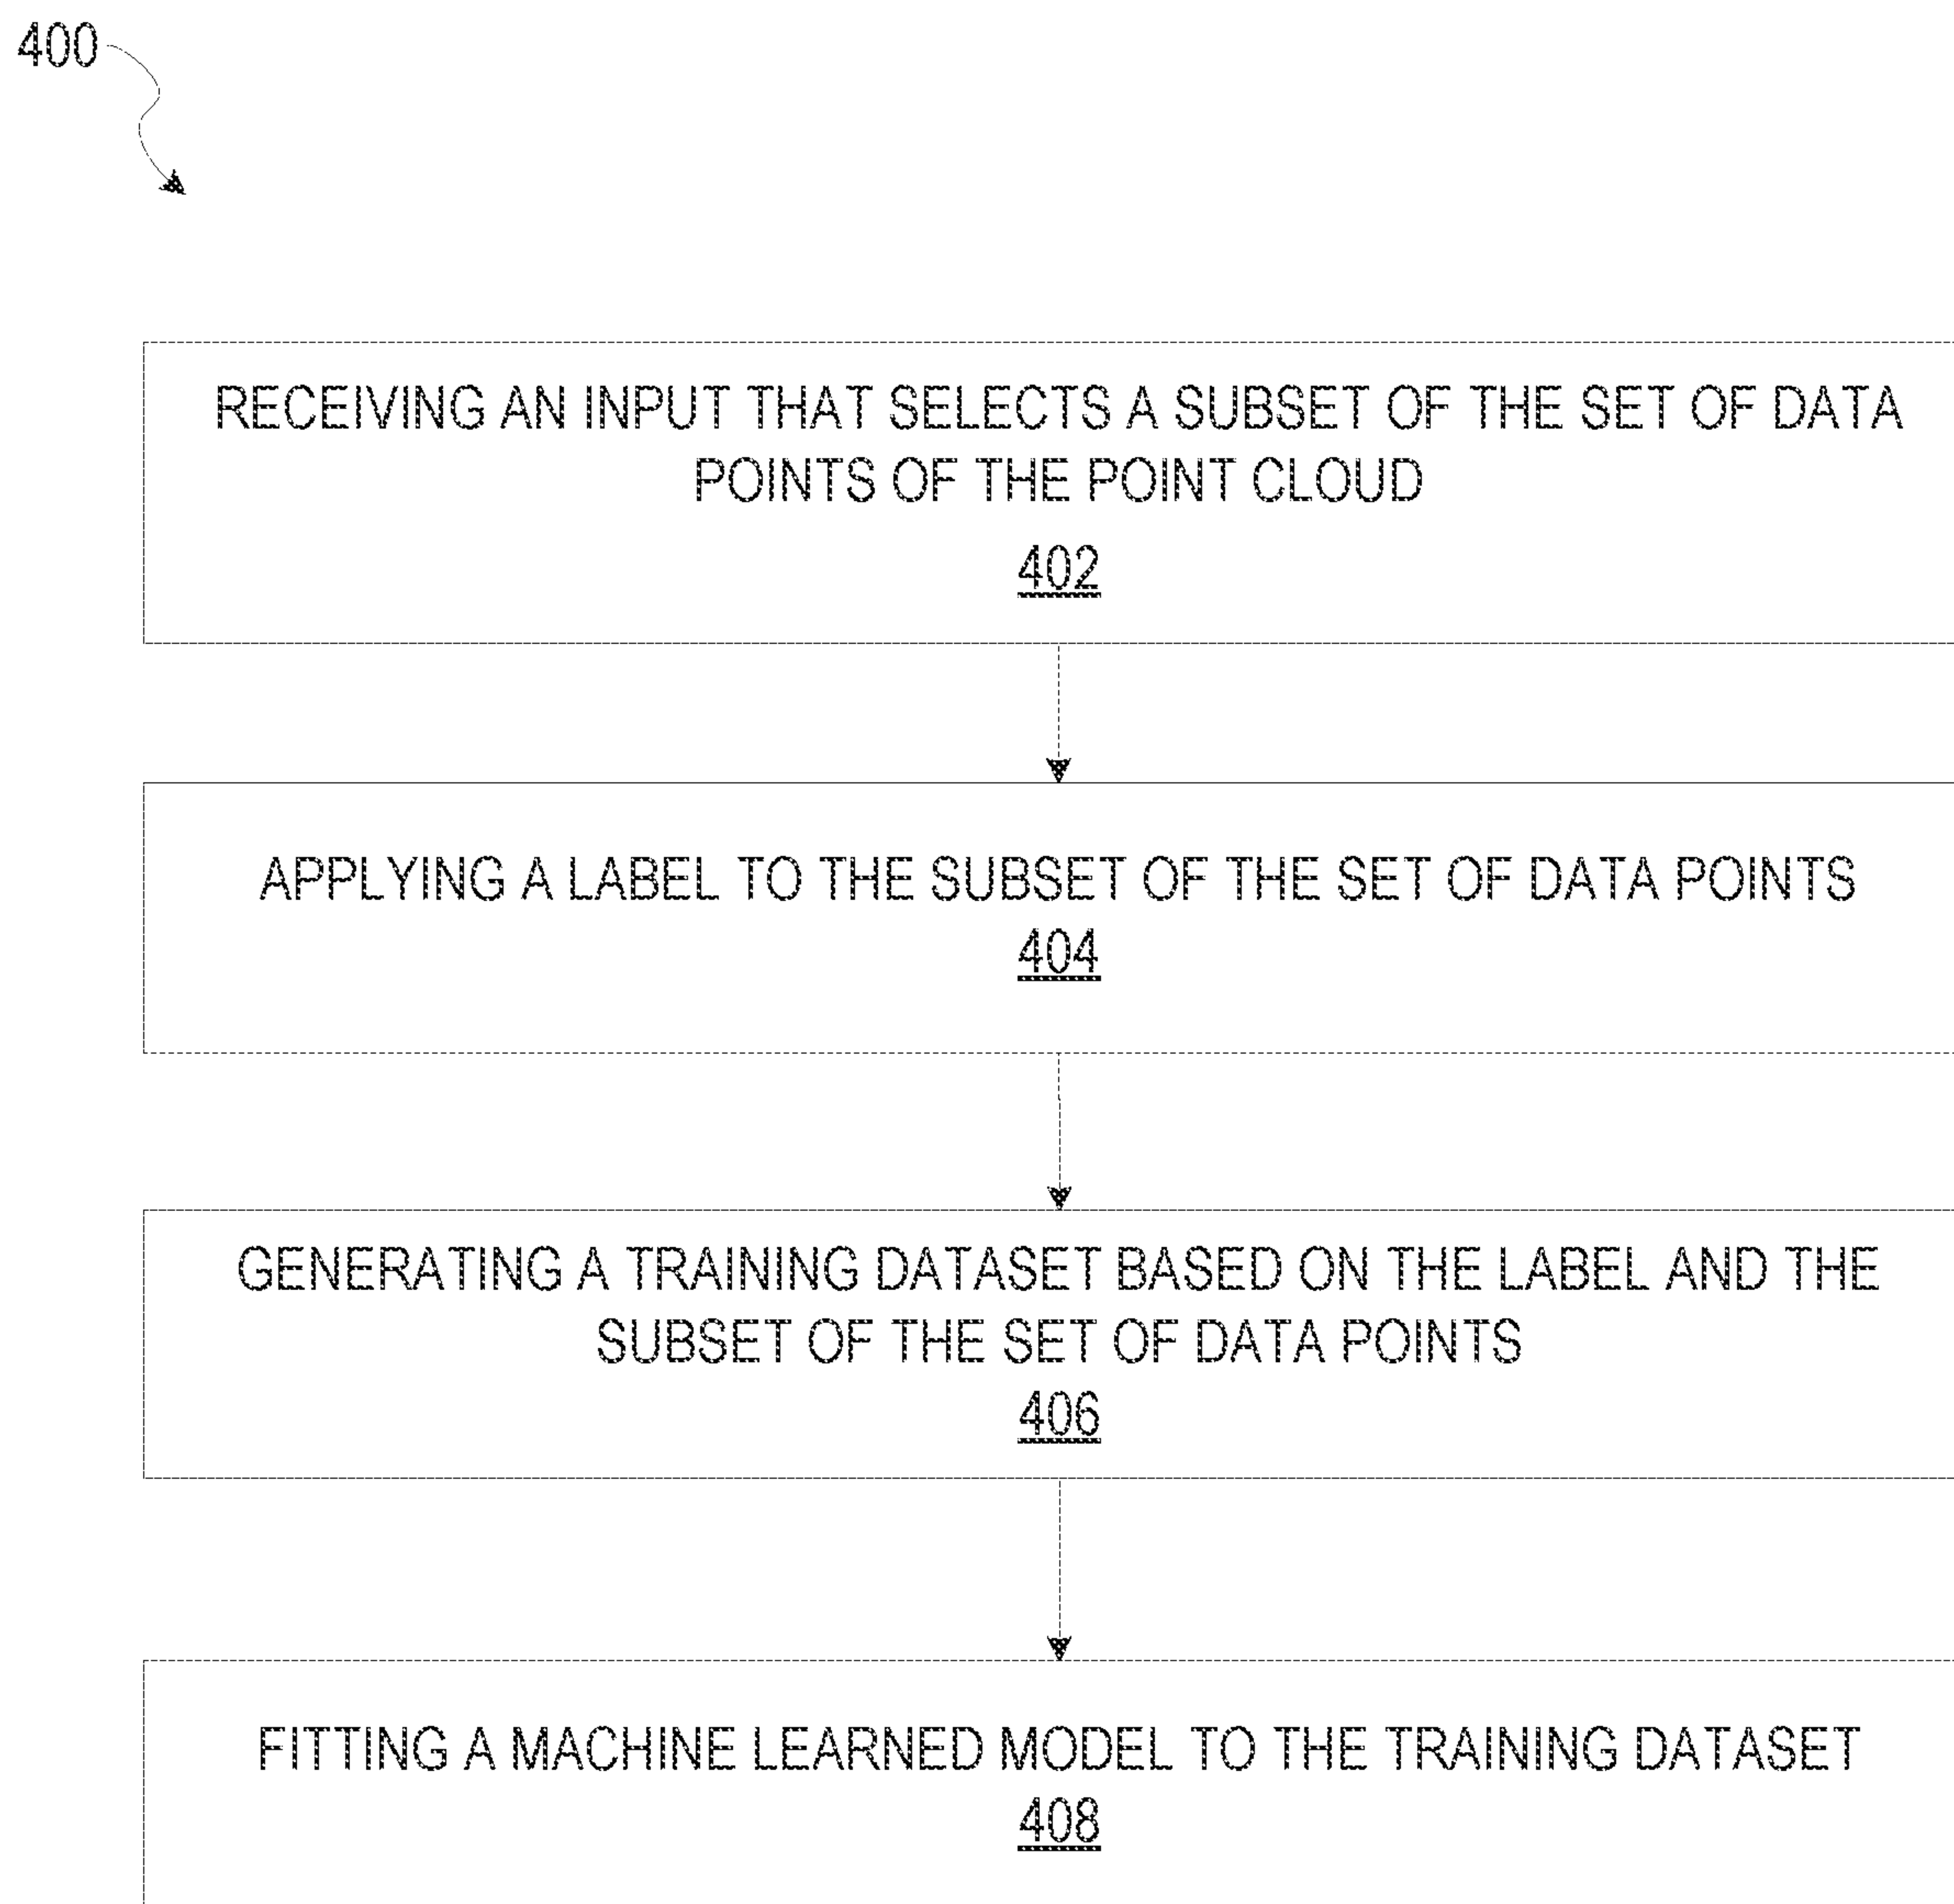 400
RECEIVING AN INPUT THAT SELECTS A SUBSET OF THE SET OF DATA
POINTS OF THE POINT CLOUD
402
APPLYING A LABEL TO THE SUBSET OF THE SET OF DATA POINTS
404
GENERATING A TRAINING DATASET BASED ON THE LABEL AND THE
SUBSET OF THE SET OF DATA POINTS
406
FITTING A MACHINE LEARNED MODEL TO THE TRAINING DATASET
408